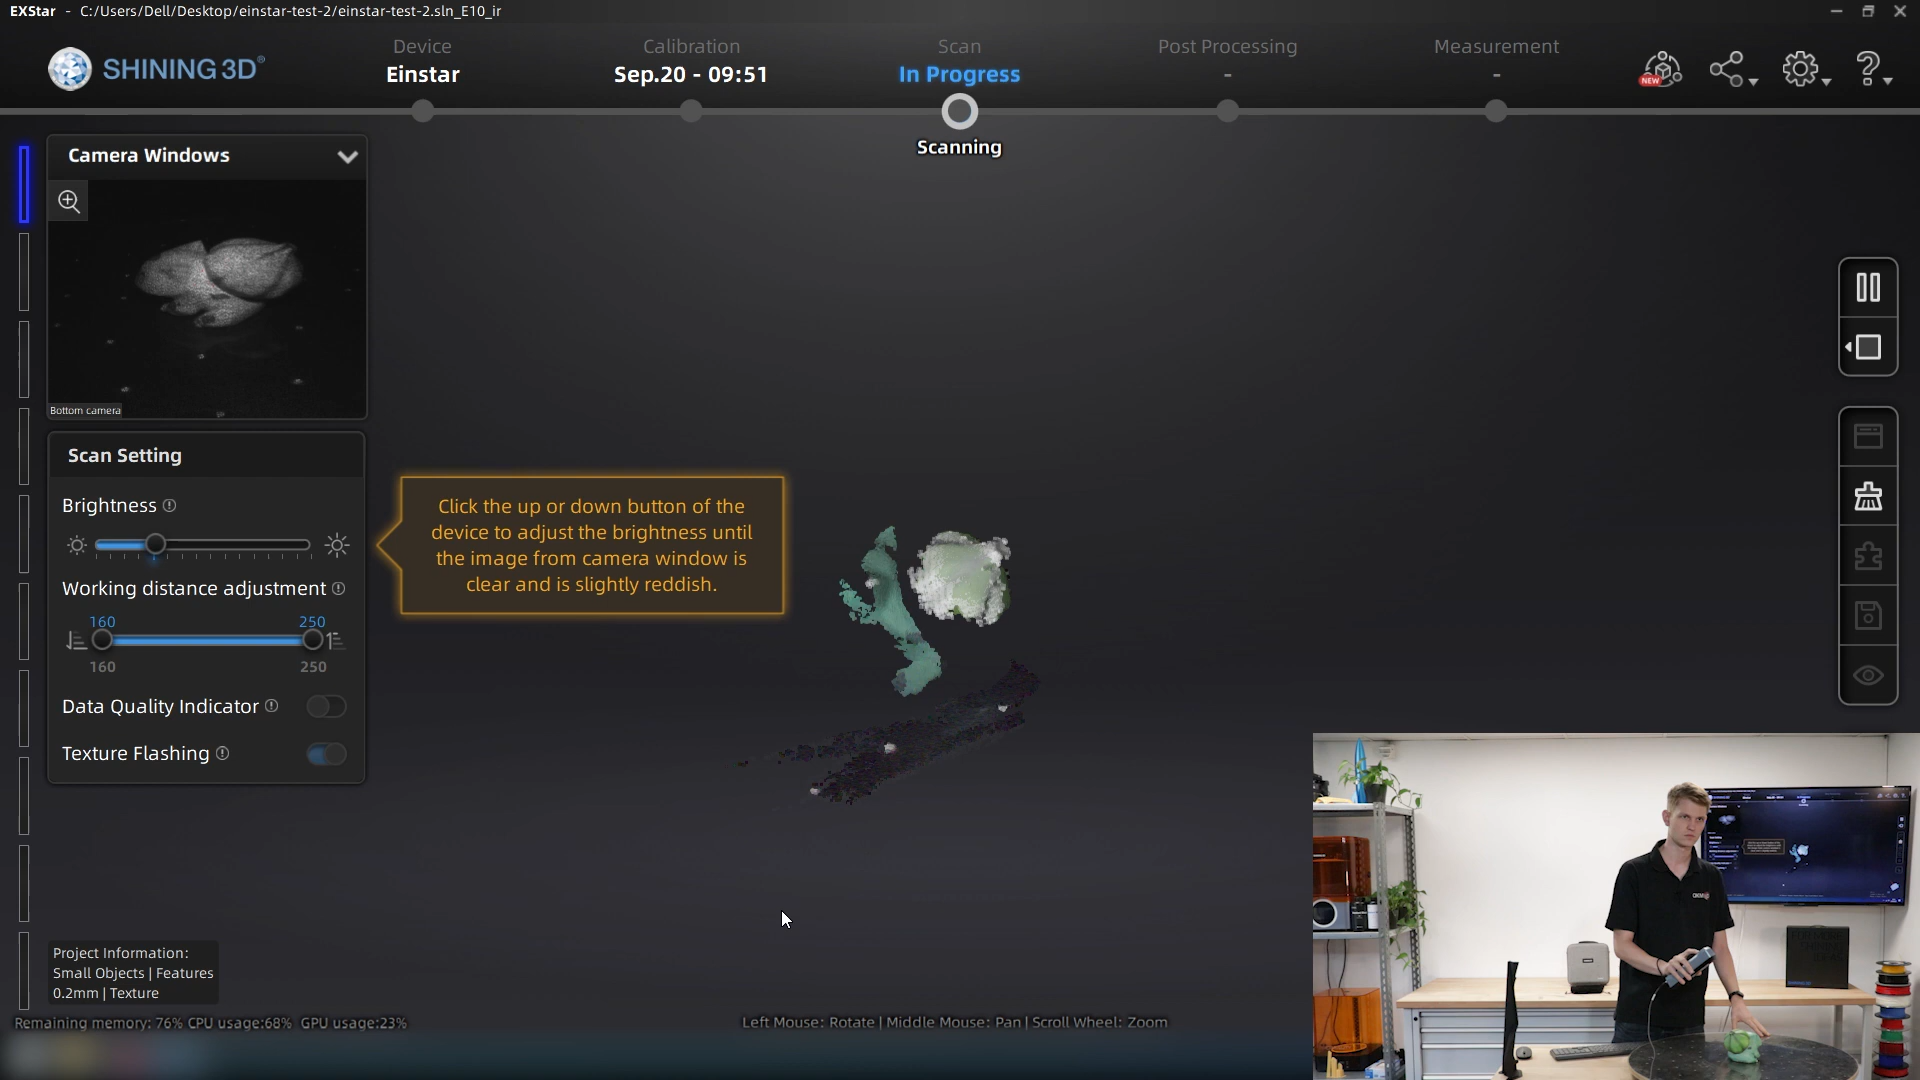 EXStar - C:/Users/Dell/Desktop/einstar-test-2/einstar-test-2.sln_E10_ir
SHINING 3D®
Device
Einstar
Calibration
Sep.20 - 09:51
Scan
In Progress
Scanning
Post Processing
-
Measurement
-
NEW
Camera Windows
Bottom camera
Scan Setting
Brightness
Click the up or down button of the
device to adjust the brightness until
the image from camera window is
clear and is slightly reddish.
Working distance adjustment
160 250
160 250
Data Quality Indicator
Texture Flashing
Project Information:
Small Objects | Features
0.2mm | Texture
Remaining memory: 76% CPU usage:68% GPU usage:23%
Left Mouse: Rotate | Middle Mouse: Pan | Scroll Wheel: Zoom